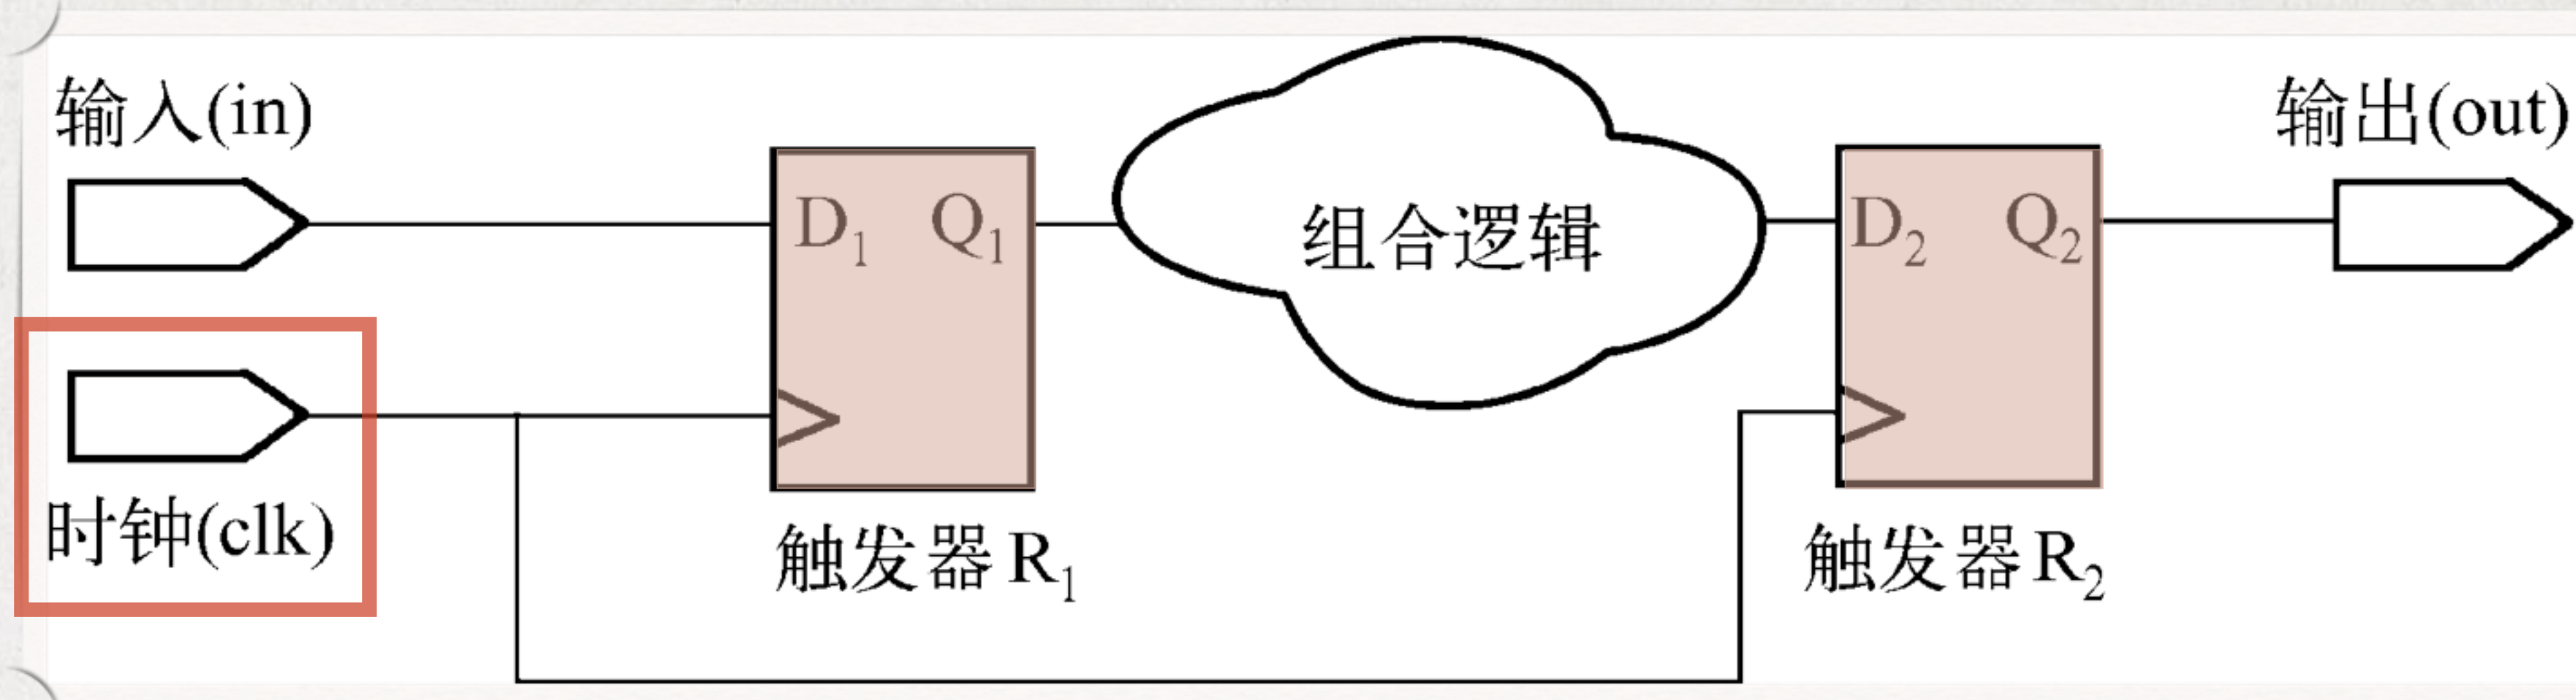 输入(in)
输出(out)
D₁
Q₁
组合逻辑
D₂
Q₂
时钟(clk)
触发器 R₁
触发器 R₂